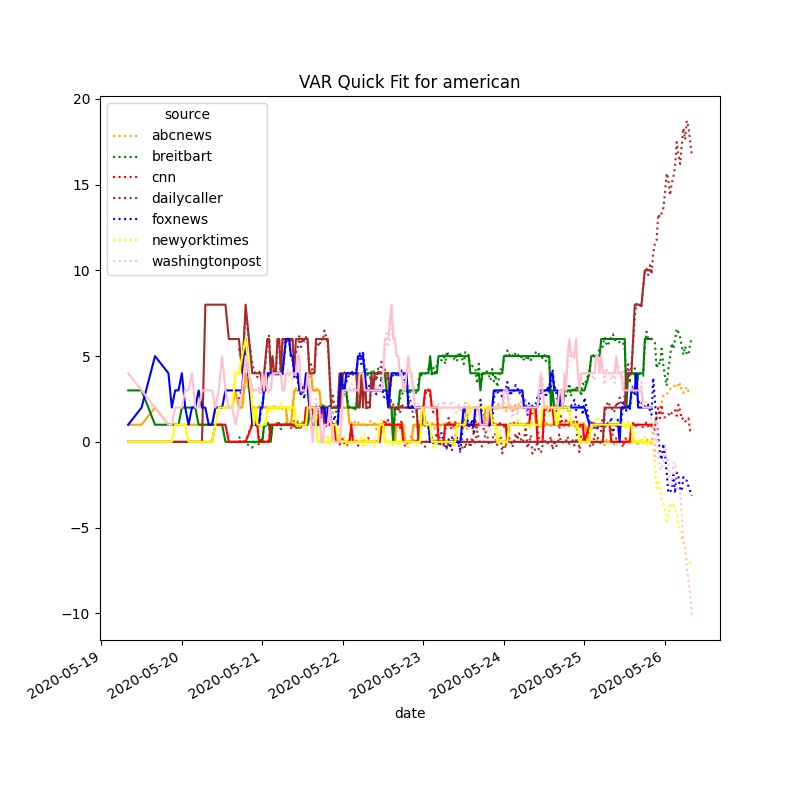 VAR Quick Fit for american
20
15
10
5
0
−5
−10
source
abcnews
breitbart
cnn
dailycaller
foxnews
newyorktimes
washingtonpost
2020-05-19
2020-05-20
2020-05-21
2020-05-22
2020-05-23
2020-05-24
2020-05-25
2020-05-26
date